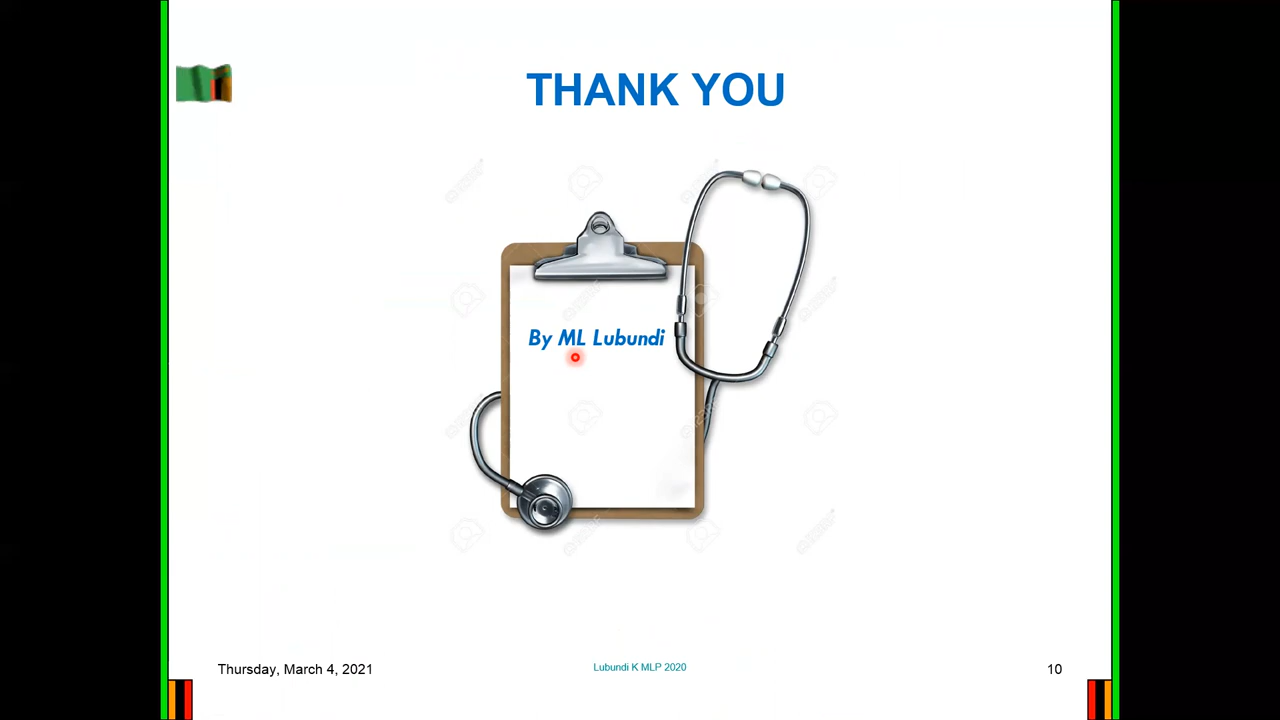 THANK YOU
By ML Lubundi
Thursday, March 4, 2021
Lubundi K MLP 2020
10